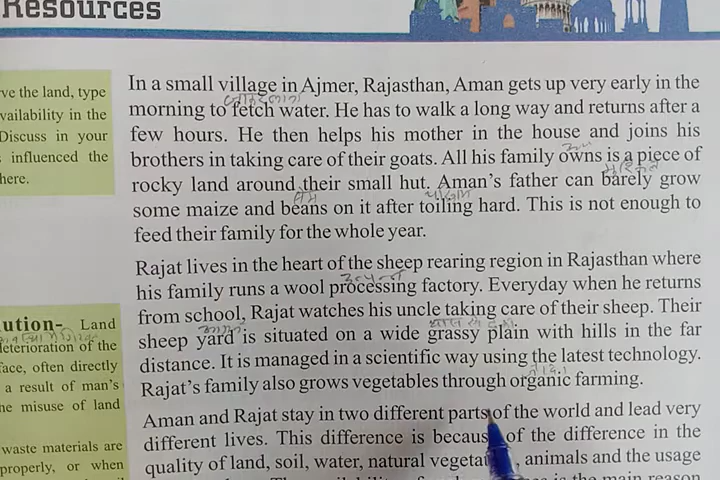 Resources
ve the land, type
vailability in the
Discuss in your
influenced the
here.
In a small village in Ajmer, Rajasthan, Aman gets up very early in the
morning to fetch water. He has to walk a long way and returns after a
few hours. He then helps his mother in the house and joins his
brothers in taking care of their goats. All his family owns is a piece of
rocky land around their small hut. Aman's father can barely grow
some maize and beans on it after toiling hard. This is not enough to
feed their family for the whole year.
Rajat lives in the heart of the sheep rearing region in Rajasthan where
his family runs a wool processing factory. Everyday when he returns
from school, Rajat watches his uncle taking care of their sheep. Their
sheep yard is situated on a wide grassy plain with hills in the far
distance. It is managed in a scientific way using the latest technology.
Rajat's family also grows vegetables through organic farming.
ution- Land
deterioration of the
face, often directly
a result of man's
he misuse of land
waste materials are
properly, or when
Aman and Rajat stay in two different parts of the world and lead very
different lives. This difference is because of the difference in the
quality of land, soil, water, natural animals and the usage
is the main reason